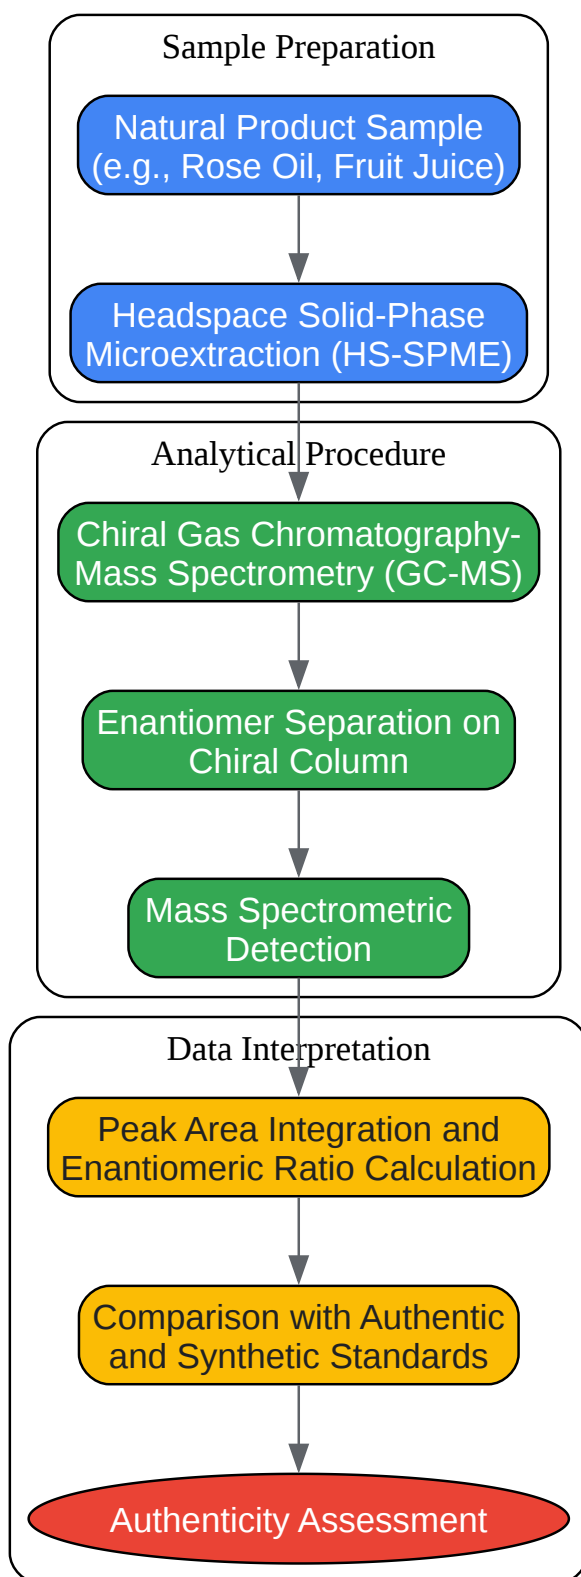 Sample Preparation
Natural Product Sample
(e.g., Rose Oil, Fruit Juice)
Headspace Solid-Phase
Microextraction (HS-SPME)
Analytical Procedure
Chiral Gas Chromatography-
Mass Spectrometry (GC-MS)
Enantiomer Separation on
Chiral Column
Mass Spectrometric
Detection
Data Interpretation
Peak Area Integration and
Enantiomeric Ratio Calculation
Comparison with Authentic
and Synthetic Standards
Authenticity Assessment